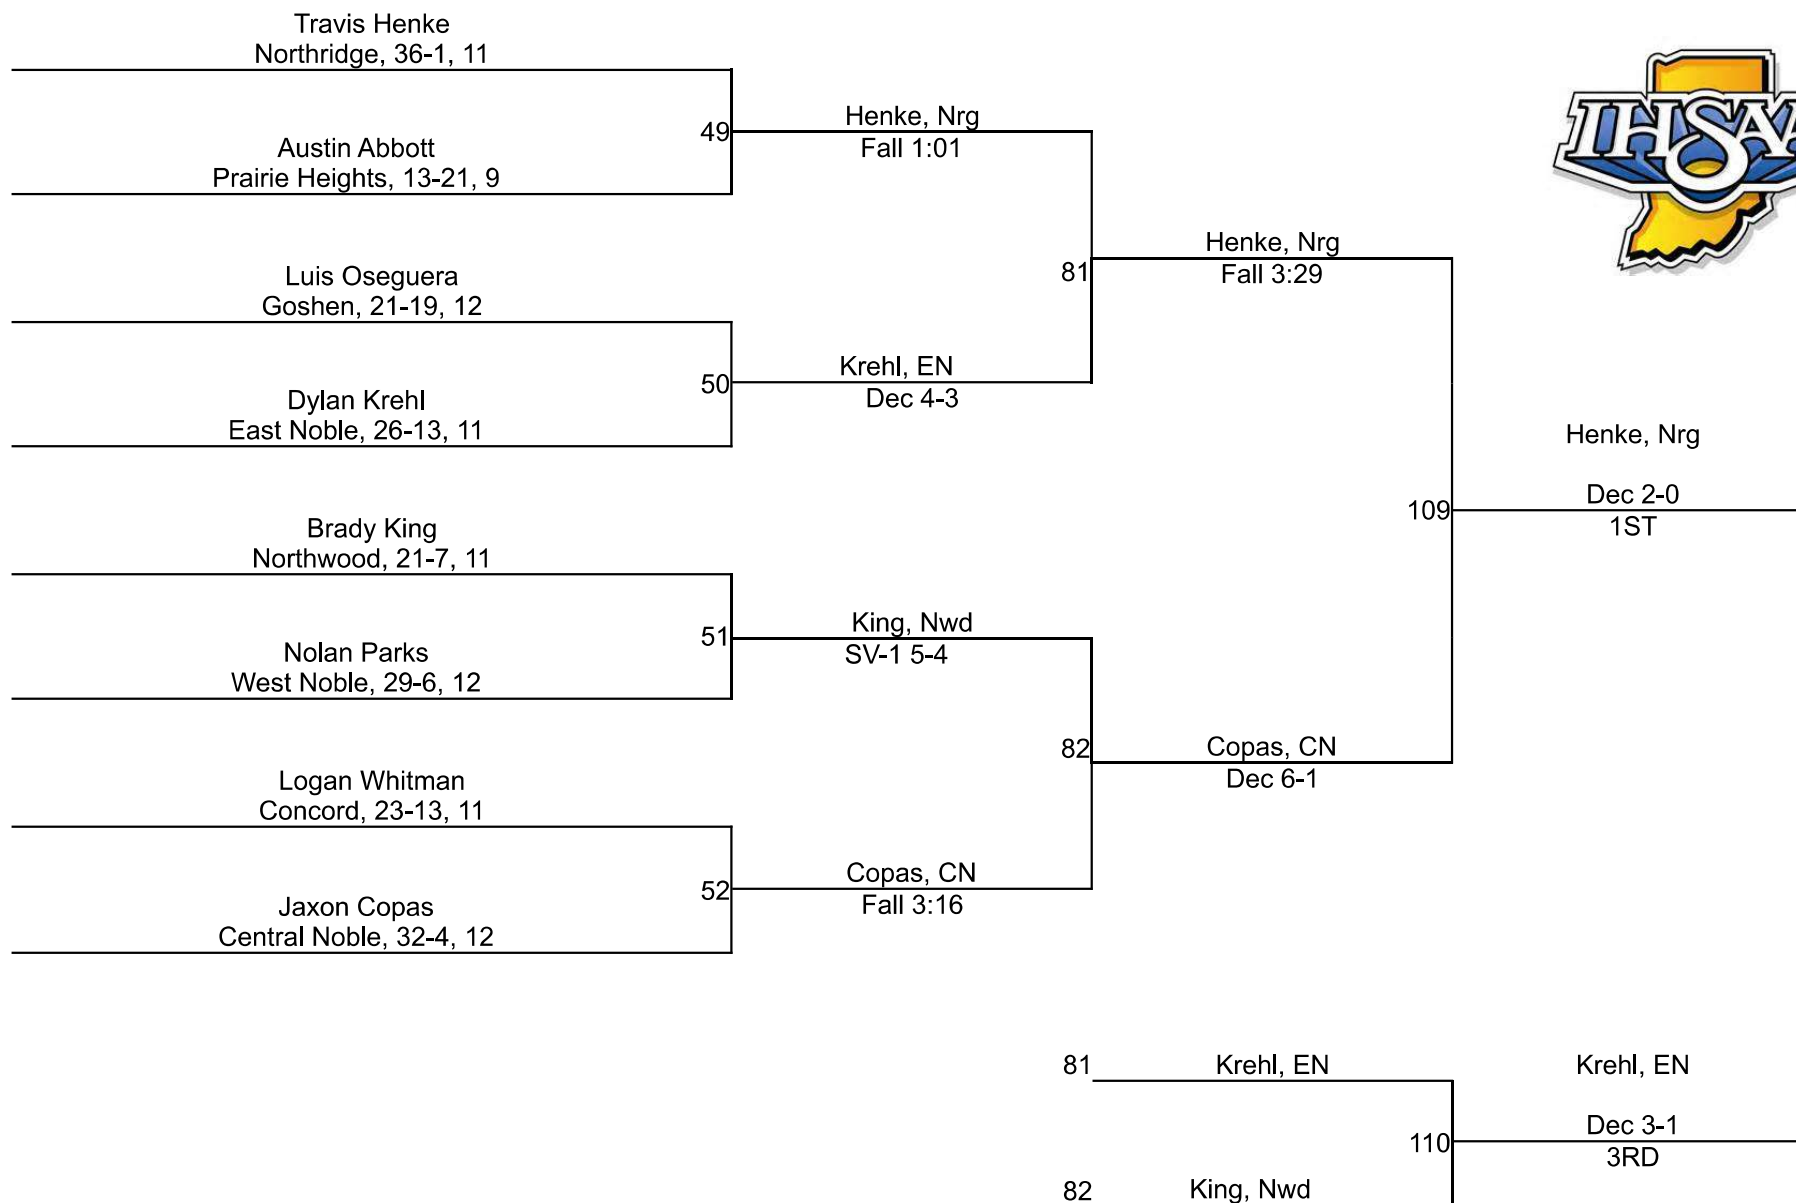 Travis Henke
Northridge, 36-1, 11
49
Henke, Nrg
Fall 1:01
Austin Abbott
Prairie Heights, 13-21, 9
81
Henke, Nrg
Fall 3:29
Luis Oseguera
Goshen, 21-19, 12
50
Krehl, EN
Dec 4-3
Dylan Krehl
East Noble, 26-13, 11
109
Henke, Nrg
Dec 2-0
1ST
Brady King
Northwood, 21-7, 11
51
King, Nwd
SV-1 5-4
Nolan Parks
West Noble, 29-6, 12
82
Copas, CN
Dec 6-1
Logan Whitman
Concord, 23-13, 11
52
Copas, CN
Fall 3:16
Jaxon Copas
Central Noble, 32-4, 12
81
Krehl, EN
Krehl, EN
110
Dec 3-1
3RD
82
King, Nwd
IHSAA